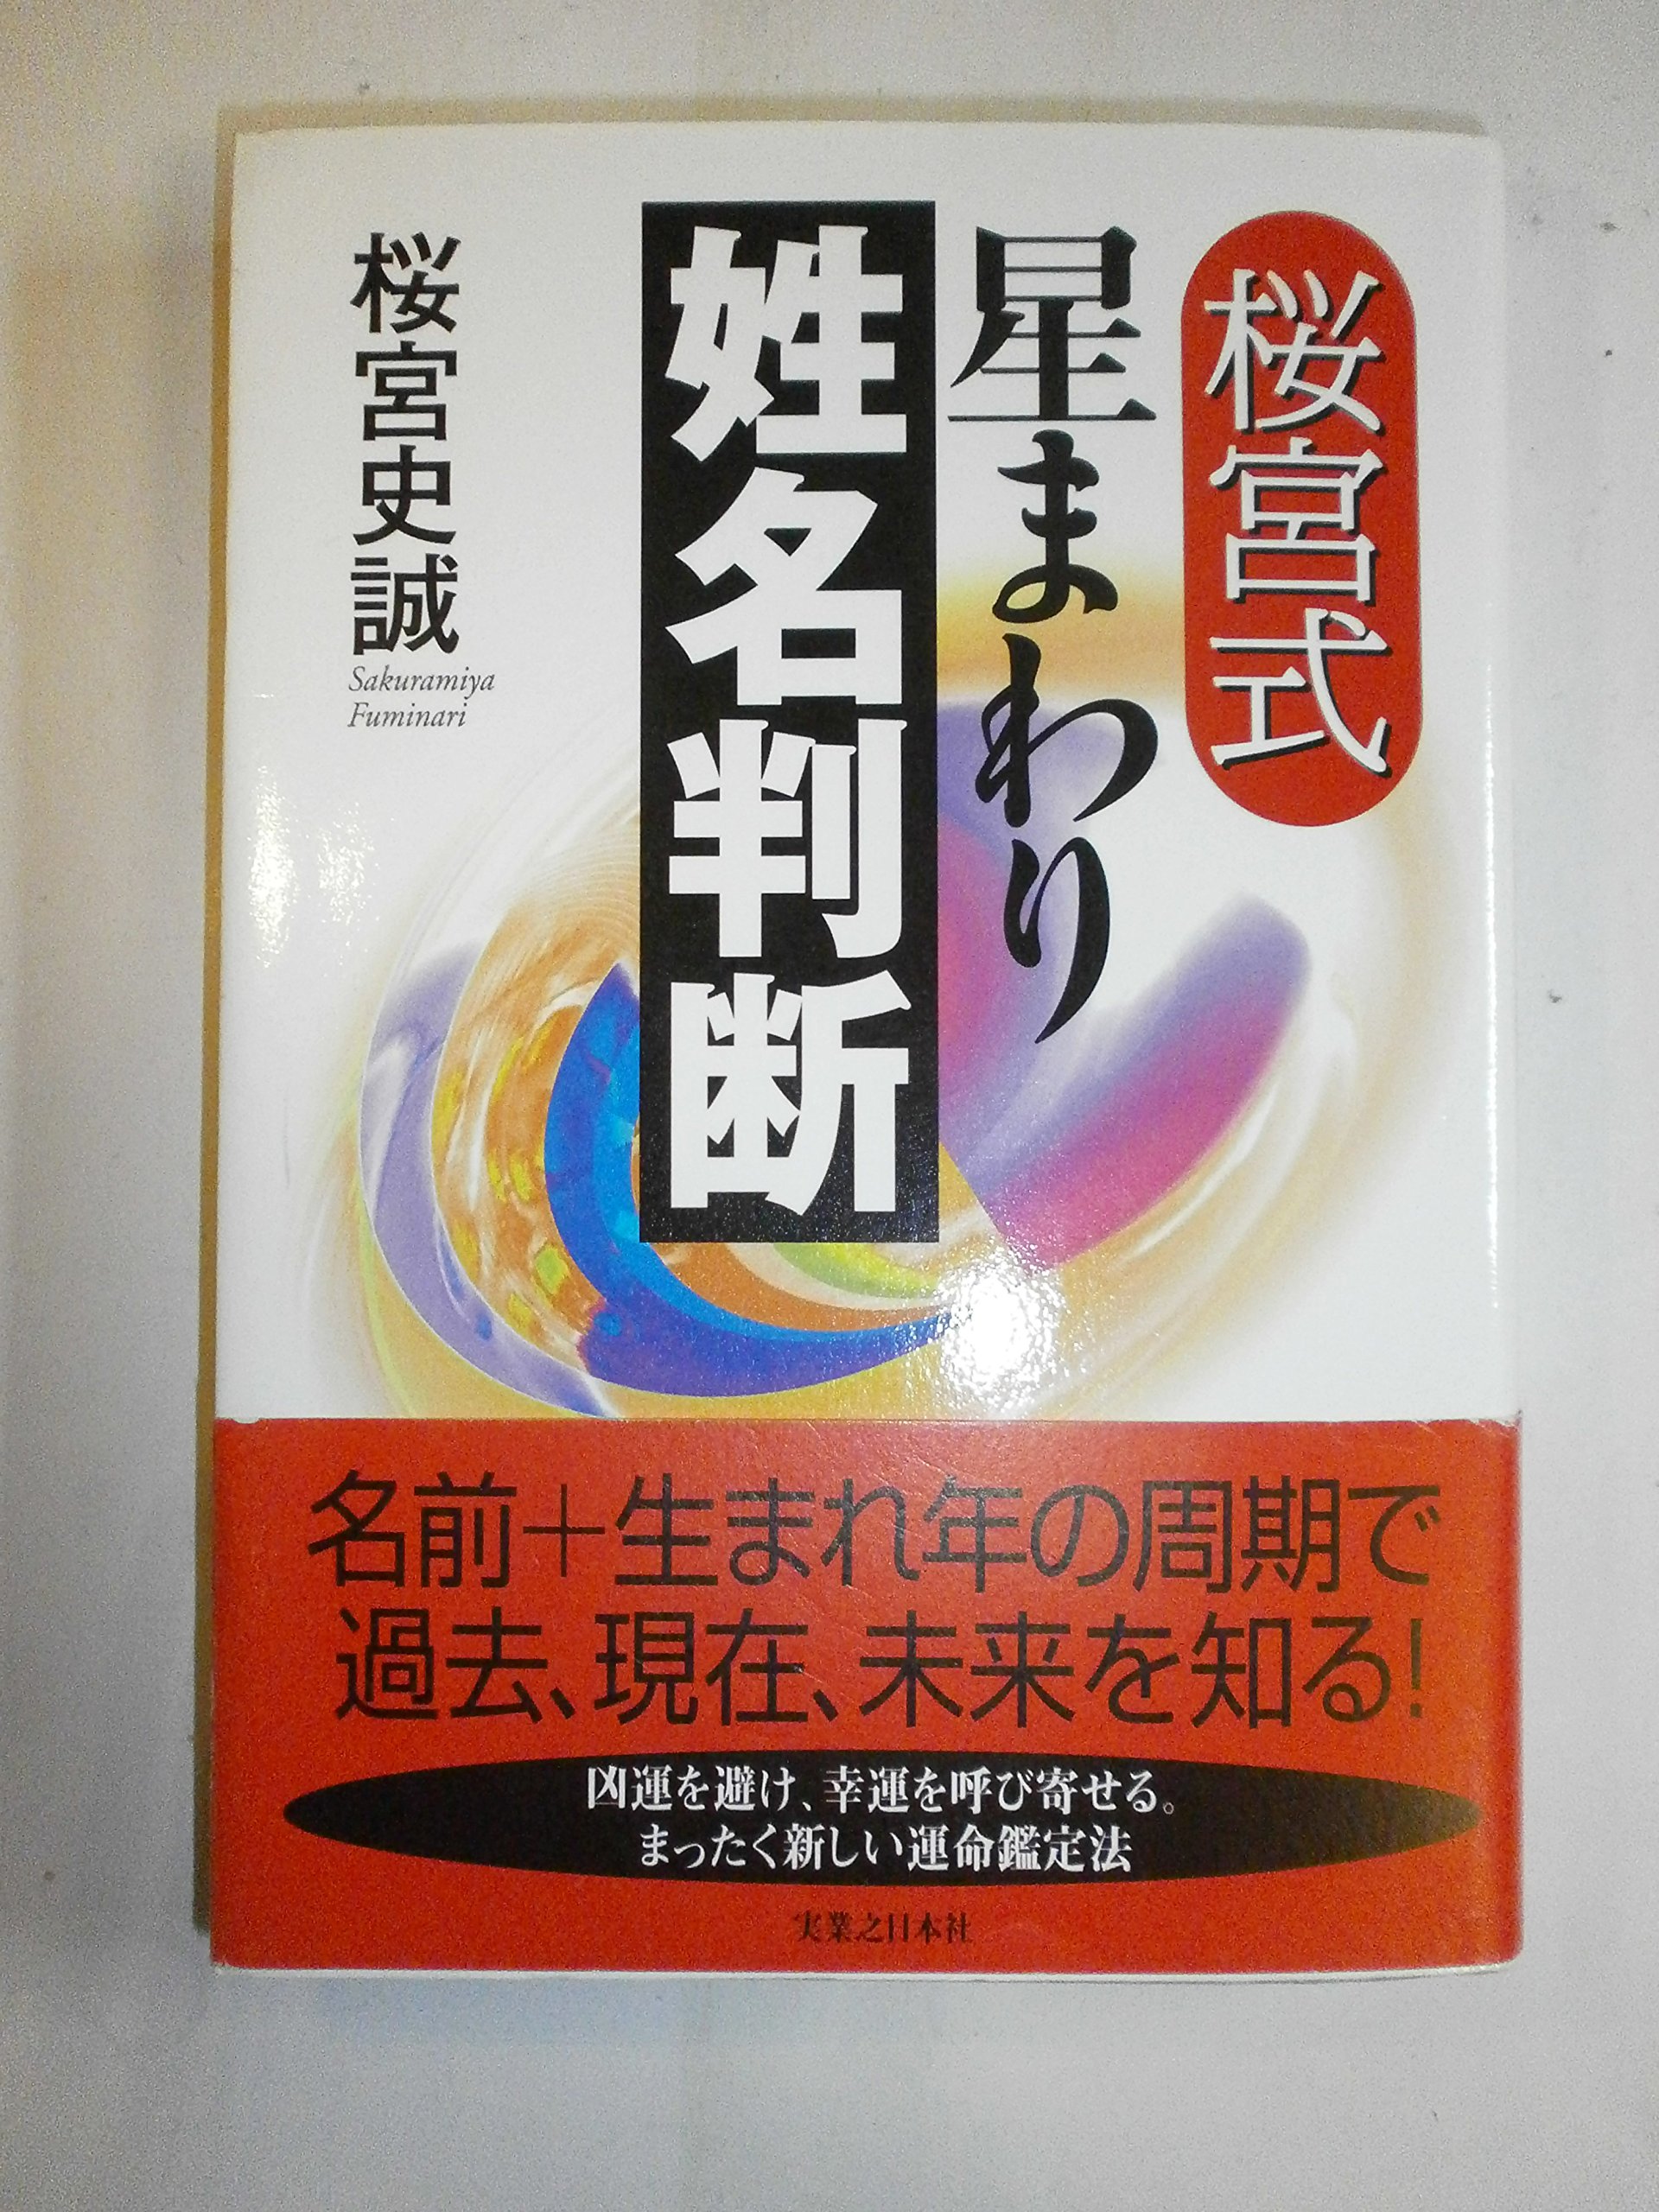 桜宮式
星まわり
姓名判断
桜宮史誠
Sakuramiya
Fuminari
名前＋生まれ年の周期で
過去、現在、未来を知る!
凶運を避け、幸運を呼び寄せる。
まったく新しい運命鑑定法
実業之日本社